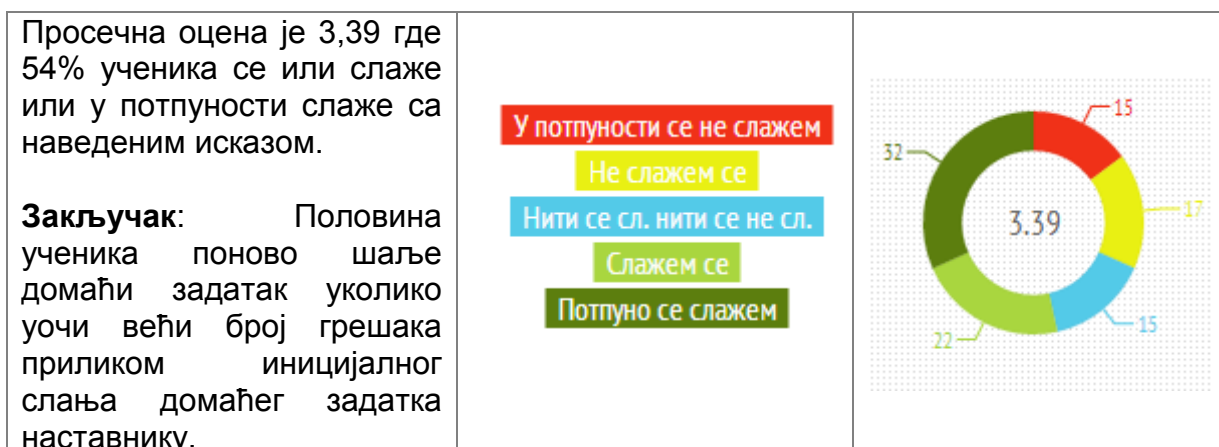 Просечна оцена је 3,39 где
54% ученика се или слаже
или у потпуности слаже са
наведеним исказом.
Закључак: Половина
ученика поново шаље
домаћи задатак уколико
уочи већи број грешака
приликом иницијалног
слања домаћег задатка
наставнику.
У потпуности се не слажем
Не слажем се
Нити се сл. нити се не сл.
Слажем се
Потпуно се слажем
15
32
17
3.39
15
22